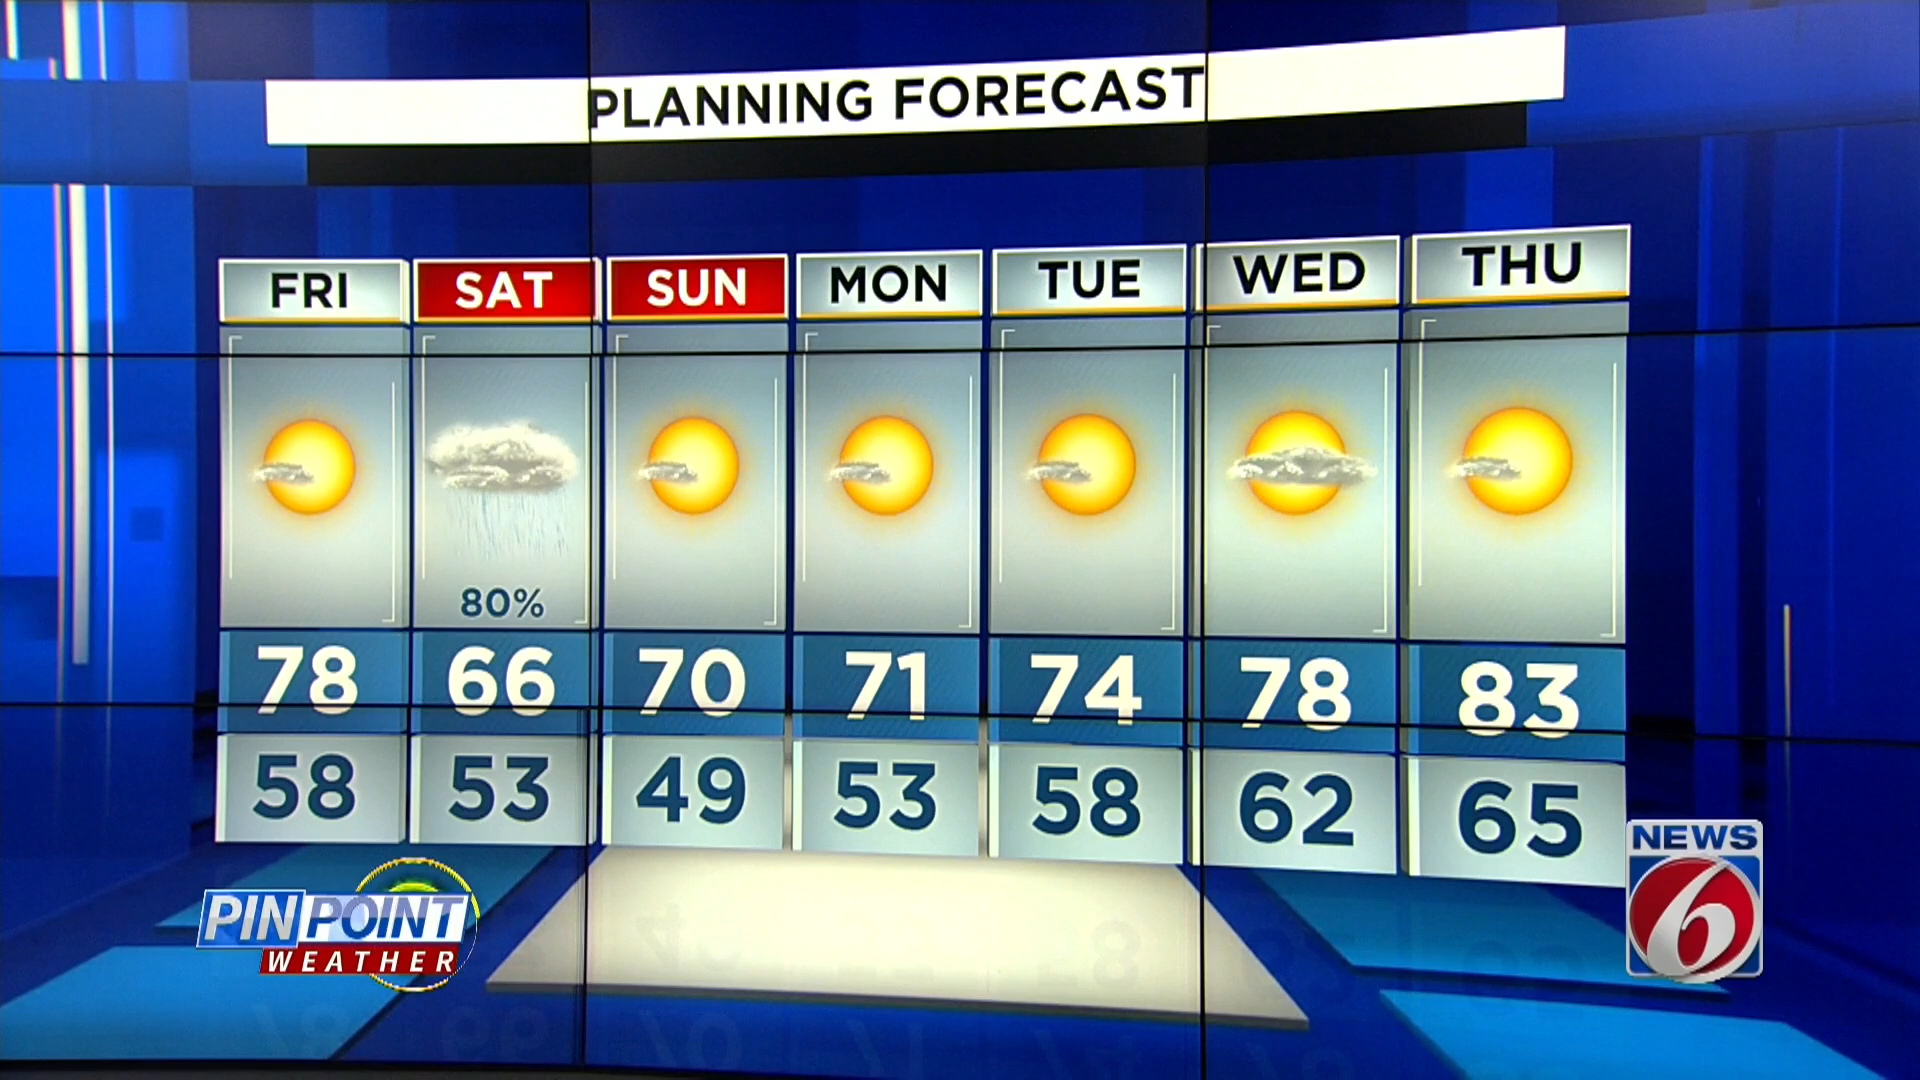 PLANNING FORECAST
FRI SAT SUN MON TUE WED THU
80%
78 66 70 71 74 78 83
58 53 49 53 58 62 65
PINPOINT
WEATHER
NEWS
6